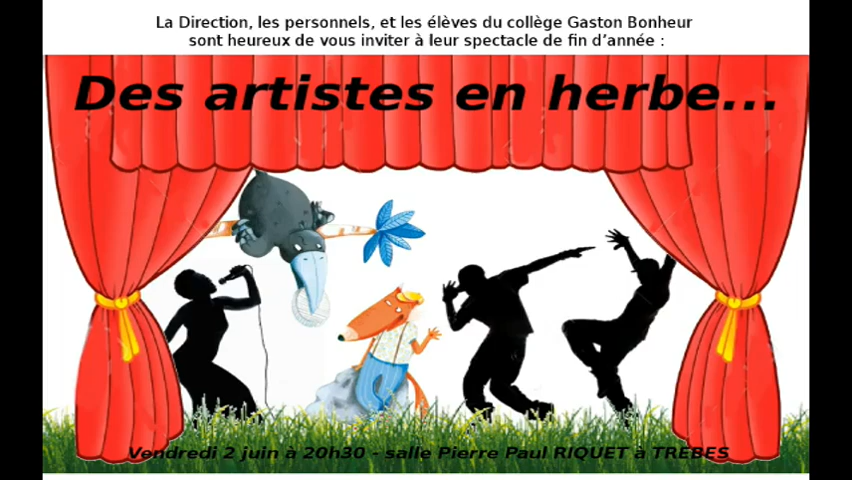 La Direction, les personnels, et les élèves du collège Gaston Bonheur
sont heureux de vous inviter à leur spectacle de fin d'année :
Des artistes en herbe...
Vendredi 2 juin à 20h30 - salle Pierre Paul RIQUET à TREBES